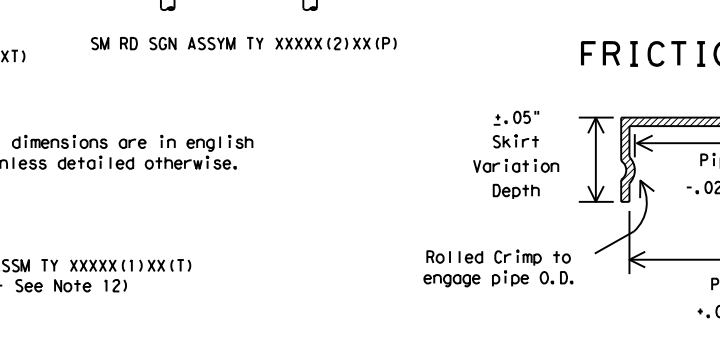 XT)
SM RD SGN ASSYM TY XXXXX(2)XX(P)
dimensions are in english
nless detailed otherwise.
SSM TY XXXXX(1)XX(T)
- See Note 12)
FRICTIO
±.05"
Skirt
Variation
Depth
Pi
-.02
Rolled Crimp to
engage pipe O.D.
P
+.0